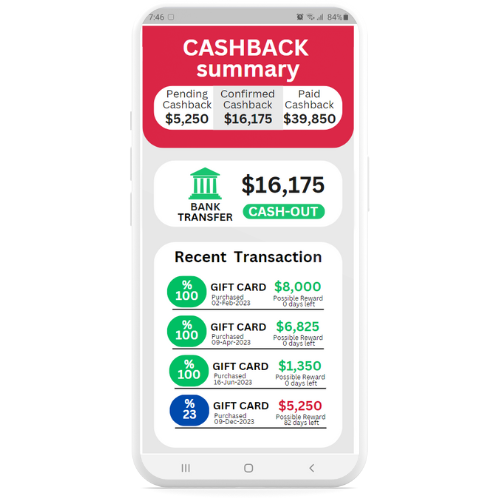 7:46 84%
CASHBACK
summary
Pending Confirmed Paid
Cashback Cashback Cashback
$5,250 $16,175 $39,850
$16,175
BANK
TRANSFER
CASH-OUT
Recent Transaction
%
100
GIFT CARD $8,000
Purchased Possible Reward
02-Feb-2023 0 days left
%
100
GIFT CARD $6,825
Purchased Possible Reward
09-Apr-2023 0 days left
%
100
GIFT CARD $1,350
Purchased Possible Reward
16-Jun-2023 0 days left
%
23
GIFT CARD $5,250
Purchased Possible Reward
09-Dec-2023 82 days left